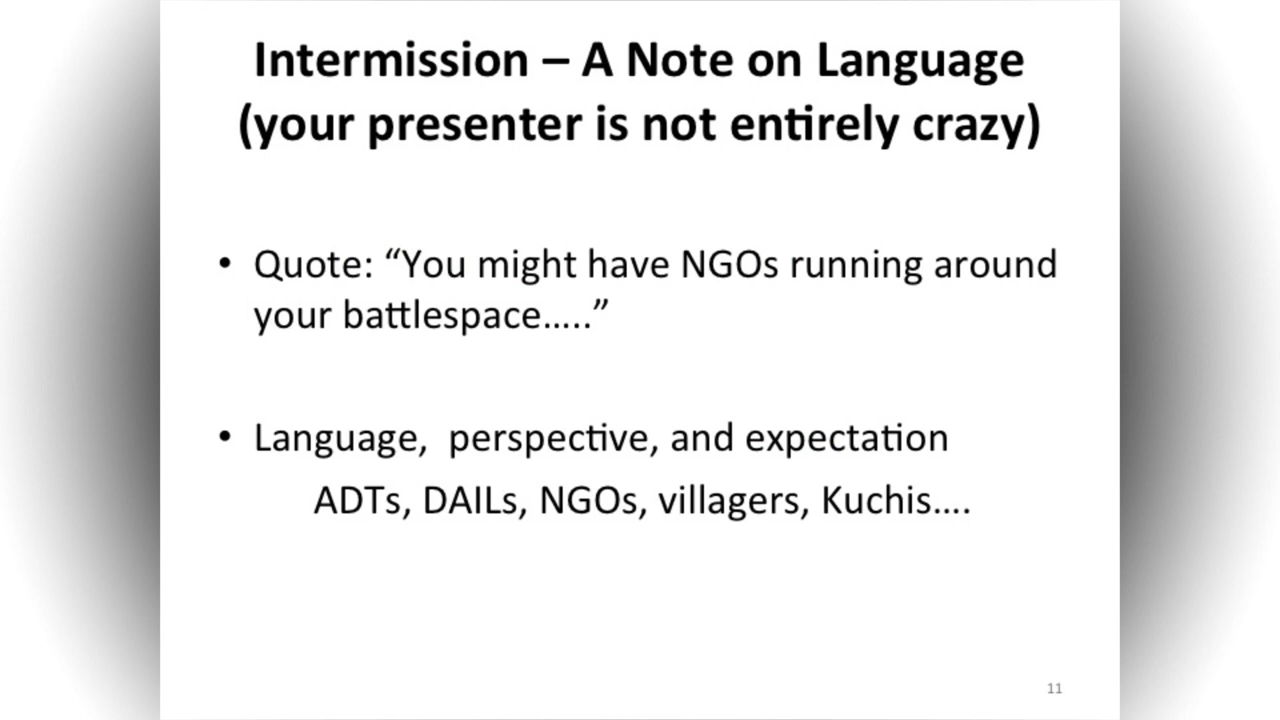 Intermission – A Note on Language
(your presenter is not entirely crazy)
• Quote: “You might have NGOs running around
your battlespace…..”
• Language,  perspective, and expectation
ADTs, DAILs, NGOs, villagers, Kuchis….
11